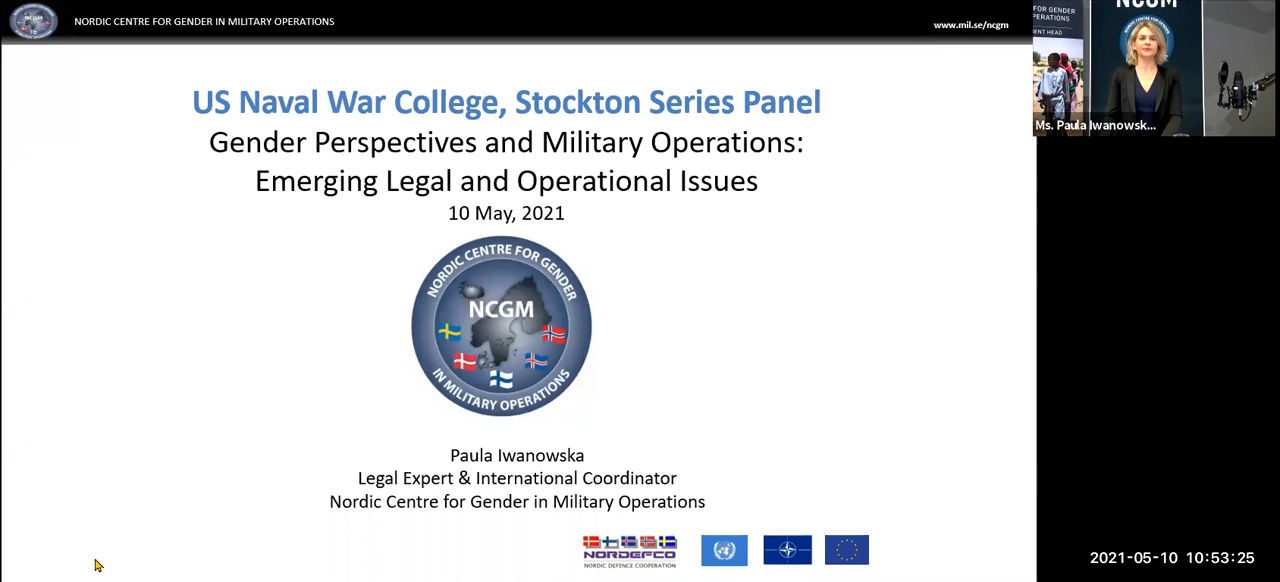 NORDIC CENTRE FOR GENDER IN MILITARY OPERATIONS
www.mil.se/ncgm
US Naval War College, Stockton Series Panel
Gender Perspectives and Military Operations:
Emerging Legal and Operational Issues
10 May, 2021
NORDIC CENTRE FOR GENDER
NCGM
IN MILITARY OPERATIONS
Paula Iwanowska
Legal Expert & International Coordinator
Nordic Centre for Gender in Military Operations
NORDEFCO
NORDIC DEFENCE COOPERATION
FOR GENDER
NCGM
Ms. Paula Iwanowsk...
2021-05-10 10:53:25